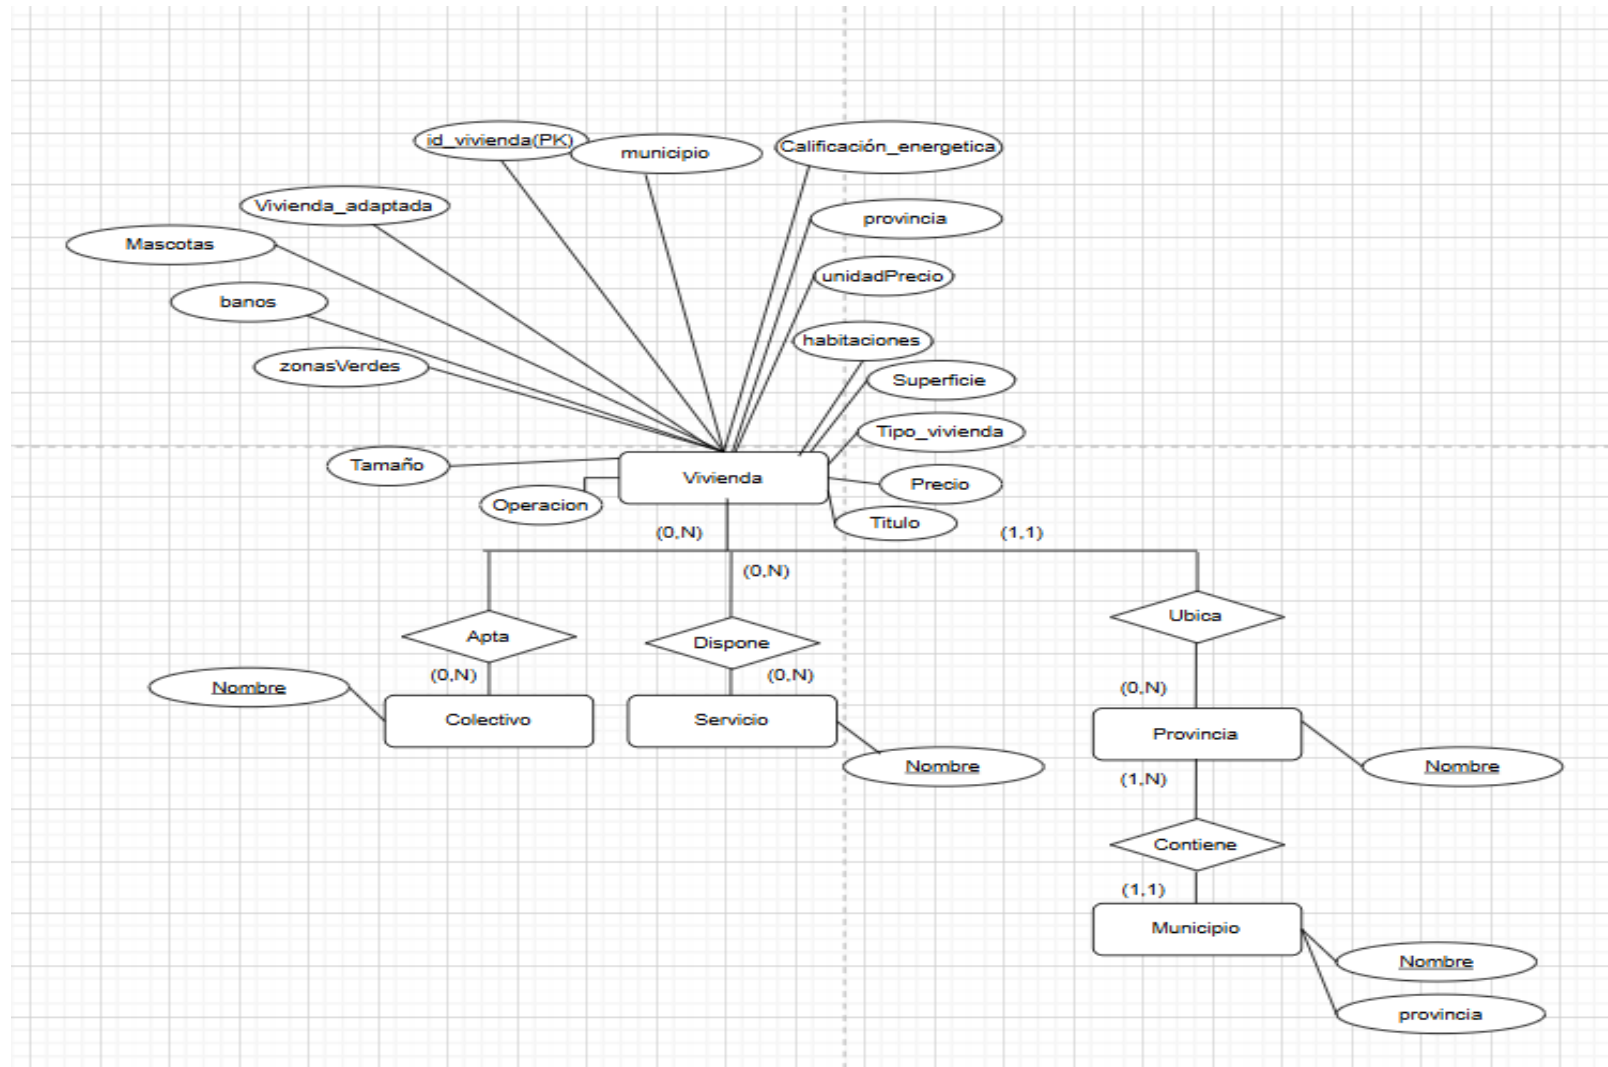 id_vivienda(PK)
municipio
Calificación_energetica
Vivienda_adaptada
provincia
Mascotas
unidadPrecio
banos
habitaciones
zonasVerdes
Superficie
Tipo_vivienda
Tamaño
Vivienda
Precio
Operacion
Titulo
(0,N)
(1,1)
(0,N)
Ubica
Apta
Dispone
(0,N)
(0,N)
(0,N)
Nombre
Colectivo
Servicio
Provincia
Nombre
Nombre
(1,N)
Contiene
(1,1)
Municipio
Nombre
provincia